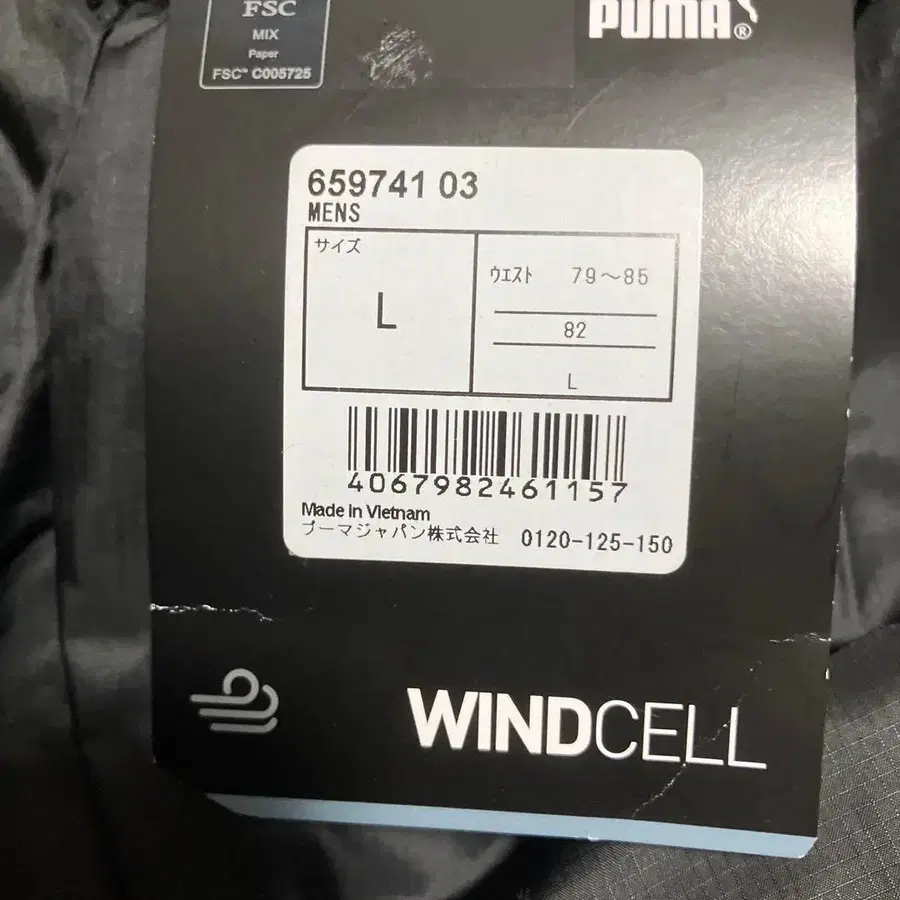 FSC
MIX
Paper
FSC™ C005725
PUMA®
659741 03
MENS
サイズ
L
ウエスト 79～85
82
L
4067982461157
Made in Vietnam
プーマジャパン株式会社 0120-125-150
WINDCELL